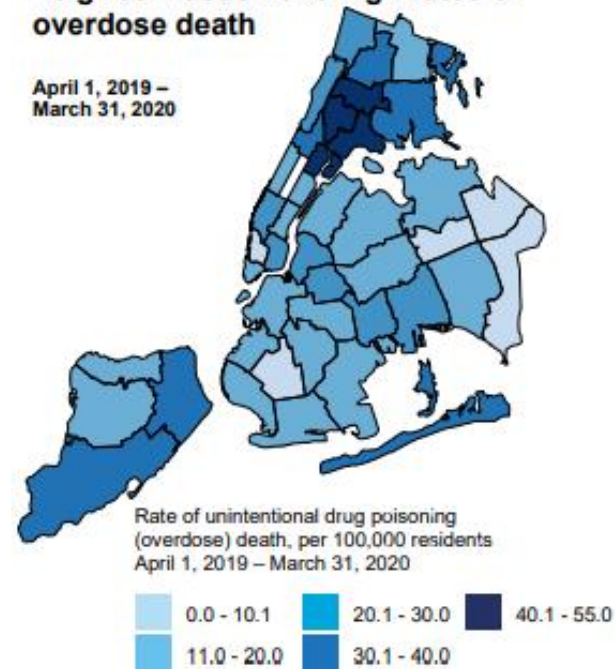 overdose death
April 1, 2019 –
March 31, 2020
Rate of unintentional drug poisoning
(overdose) death, per 100,000 residents
April 1, 2019 – March 31, 2020
0.0 - 10.1
20.1 - 30.0
40.1 - 55.0
11.0 - 20.0
30.1 - 40.0